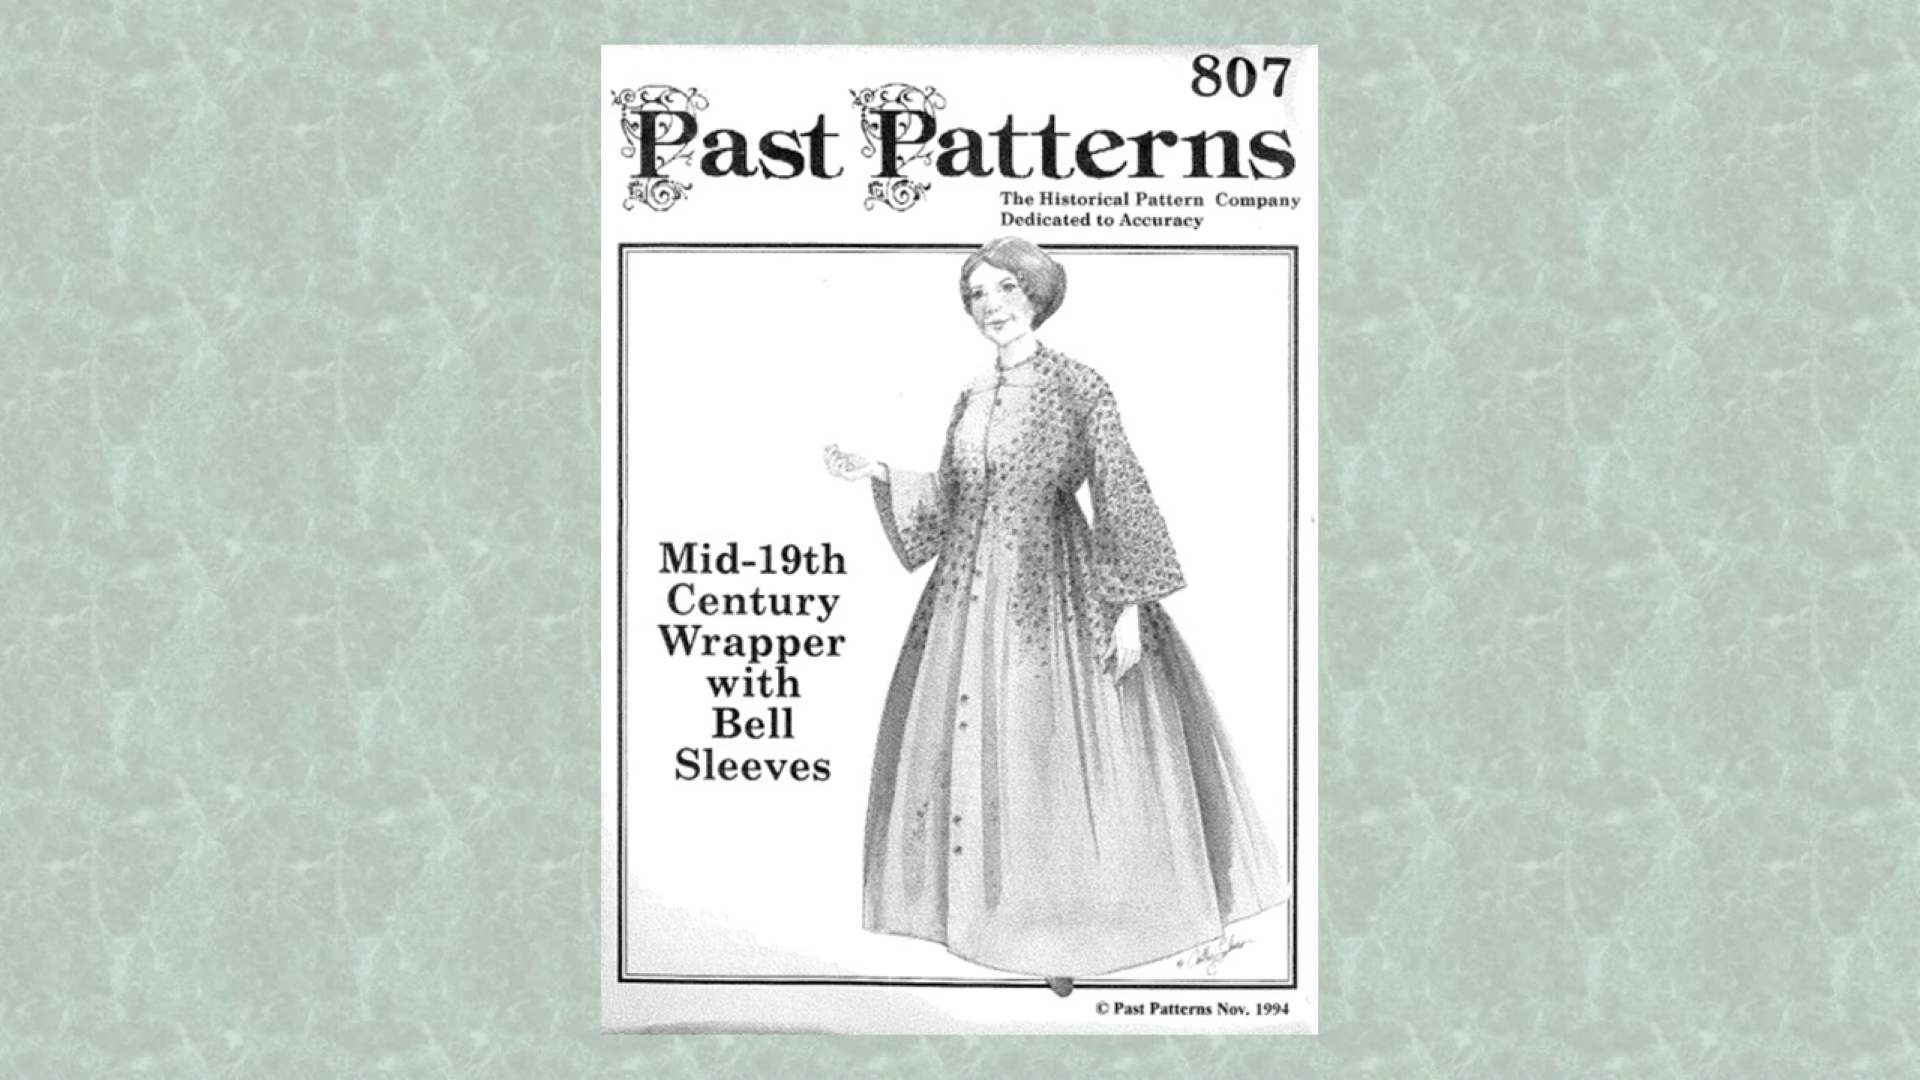 807
Past Patterns
The Historical Pattern Company
Dedicated to Accuracy
Mid-19th
Century
Wrapper
with
Bell
Sleeves
© Past Patterns Nov. 1994